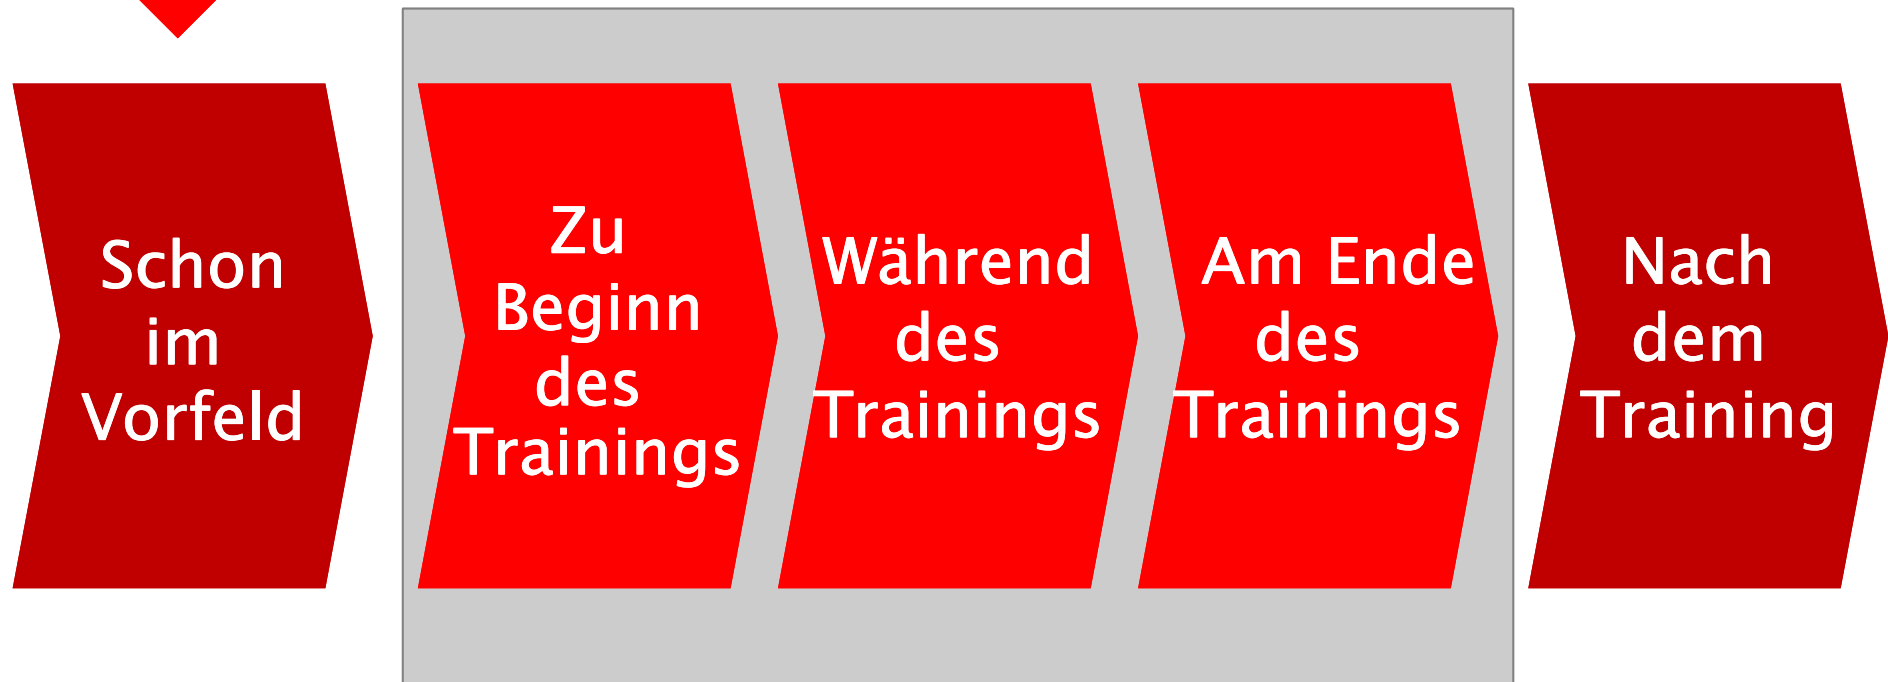 Schon
im
Vorfeld
Zu
Beginn
des
Trainings
Während
des
Trainings
Am Ende
des
Trainings
Nach
dem
Training